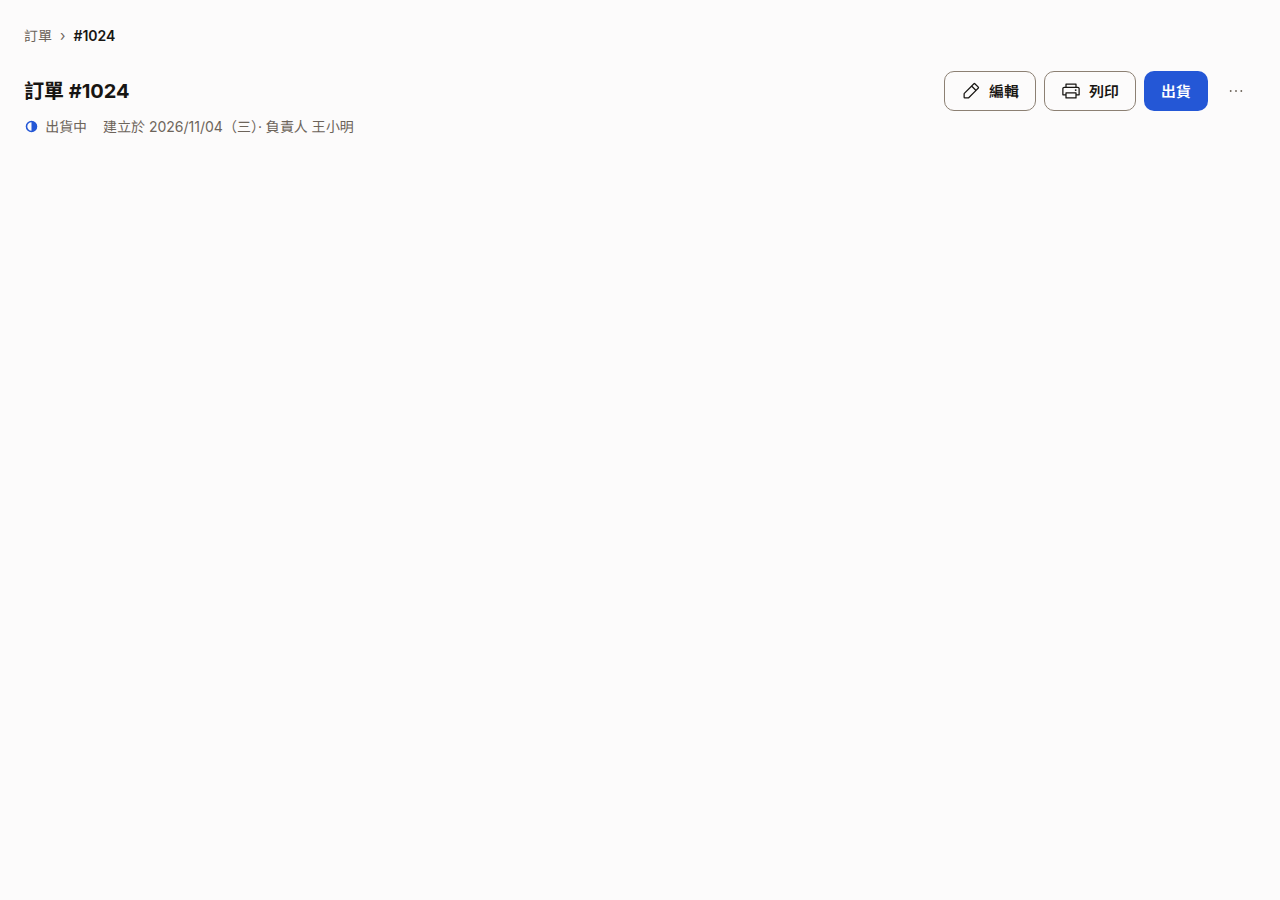 訂單 › #1024
訂單 #1024
編輯 列印 出貨 ···
出貨中 建立於 2026/11/04（三）· 負責人 王小明